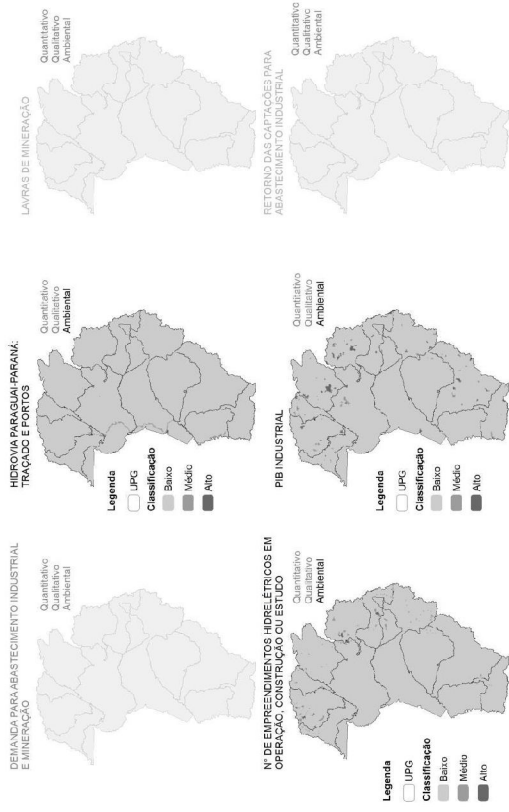 DEMANDA PARA ABASTECIMENTO INDUSTRIAL
E MINERAÇÃO
Quantitativo
Qualitativo
Ambiental
HIDROVIA PARAGUAI-PARANÁ:
TRAÇADO E PORTOS
Quantitativo
Qualitativo
Ambiental
Legenda
UPG
Classificação
Baixo
Médio
Alto
LAVRAS DE MINERAÇÃO
Quantitativo
Qualitativo
Ambiental
Nº DE EMPREENDIMENTOS HIDRELÉTRICOS EM
OPERAÇÃO, CONSTRUÇÃO OU ESTUDO
Quantitativo
Qualitativo
Ambiental
Legenda
UPG
Classificação
Baixo
Médio
Alto
PIB INDUSTRIAL
Quantitativo
Qualitativo
Ambiental
Legenda
UPG
Classificação
Baixo
Médio
Alto
RETORNO DAS CAPTAÇÕES PARA
ABASTECIMENTO INDUSTRIAL
Quantitativo
Qualitativo
Ambiental